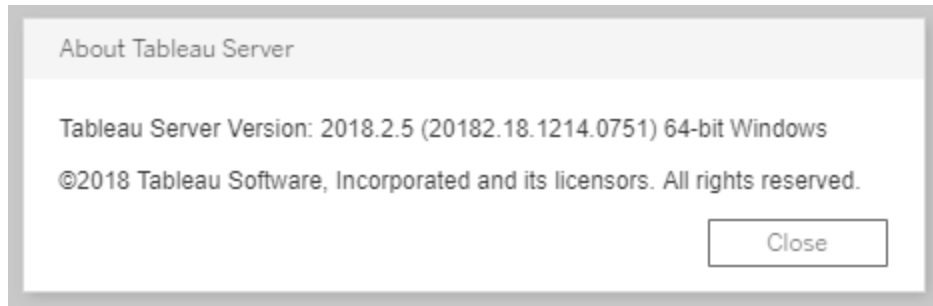 About Tableau Server
Tableau Server Version: 2018.2.5 (20182.18.1214.0751) 64-bit Windows
©2018 Tableau Software, Incorporated and its licensors. All rights reserved.
Close